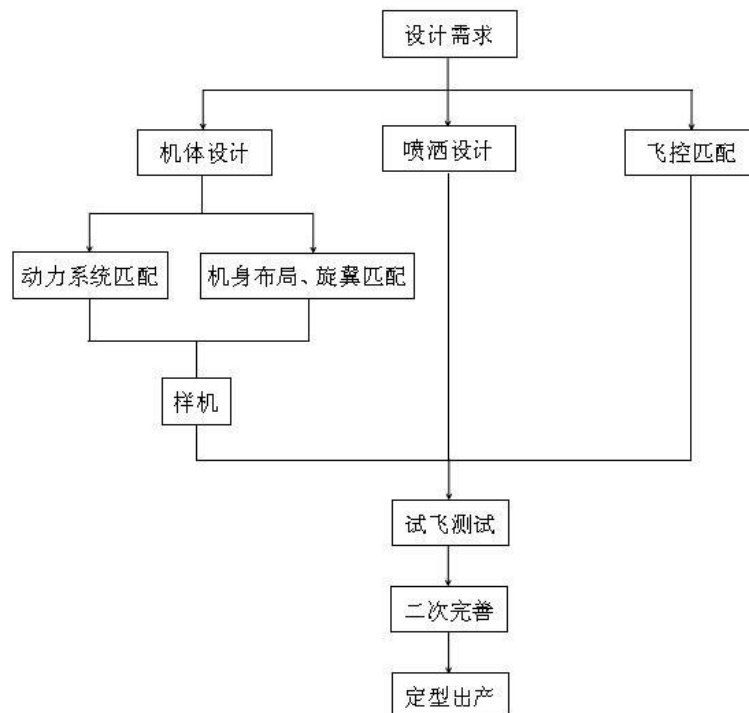 设计需求
机体设计
喷洒设计
飞控匹配
动力系统匹配
机身布局、旋翼匹配
样机
试飞测试
二次完善
定型出产